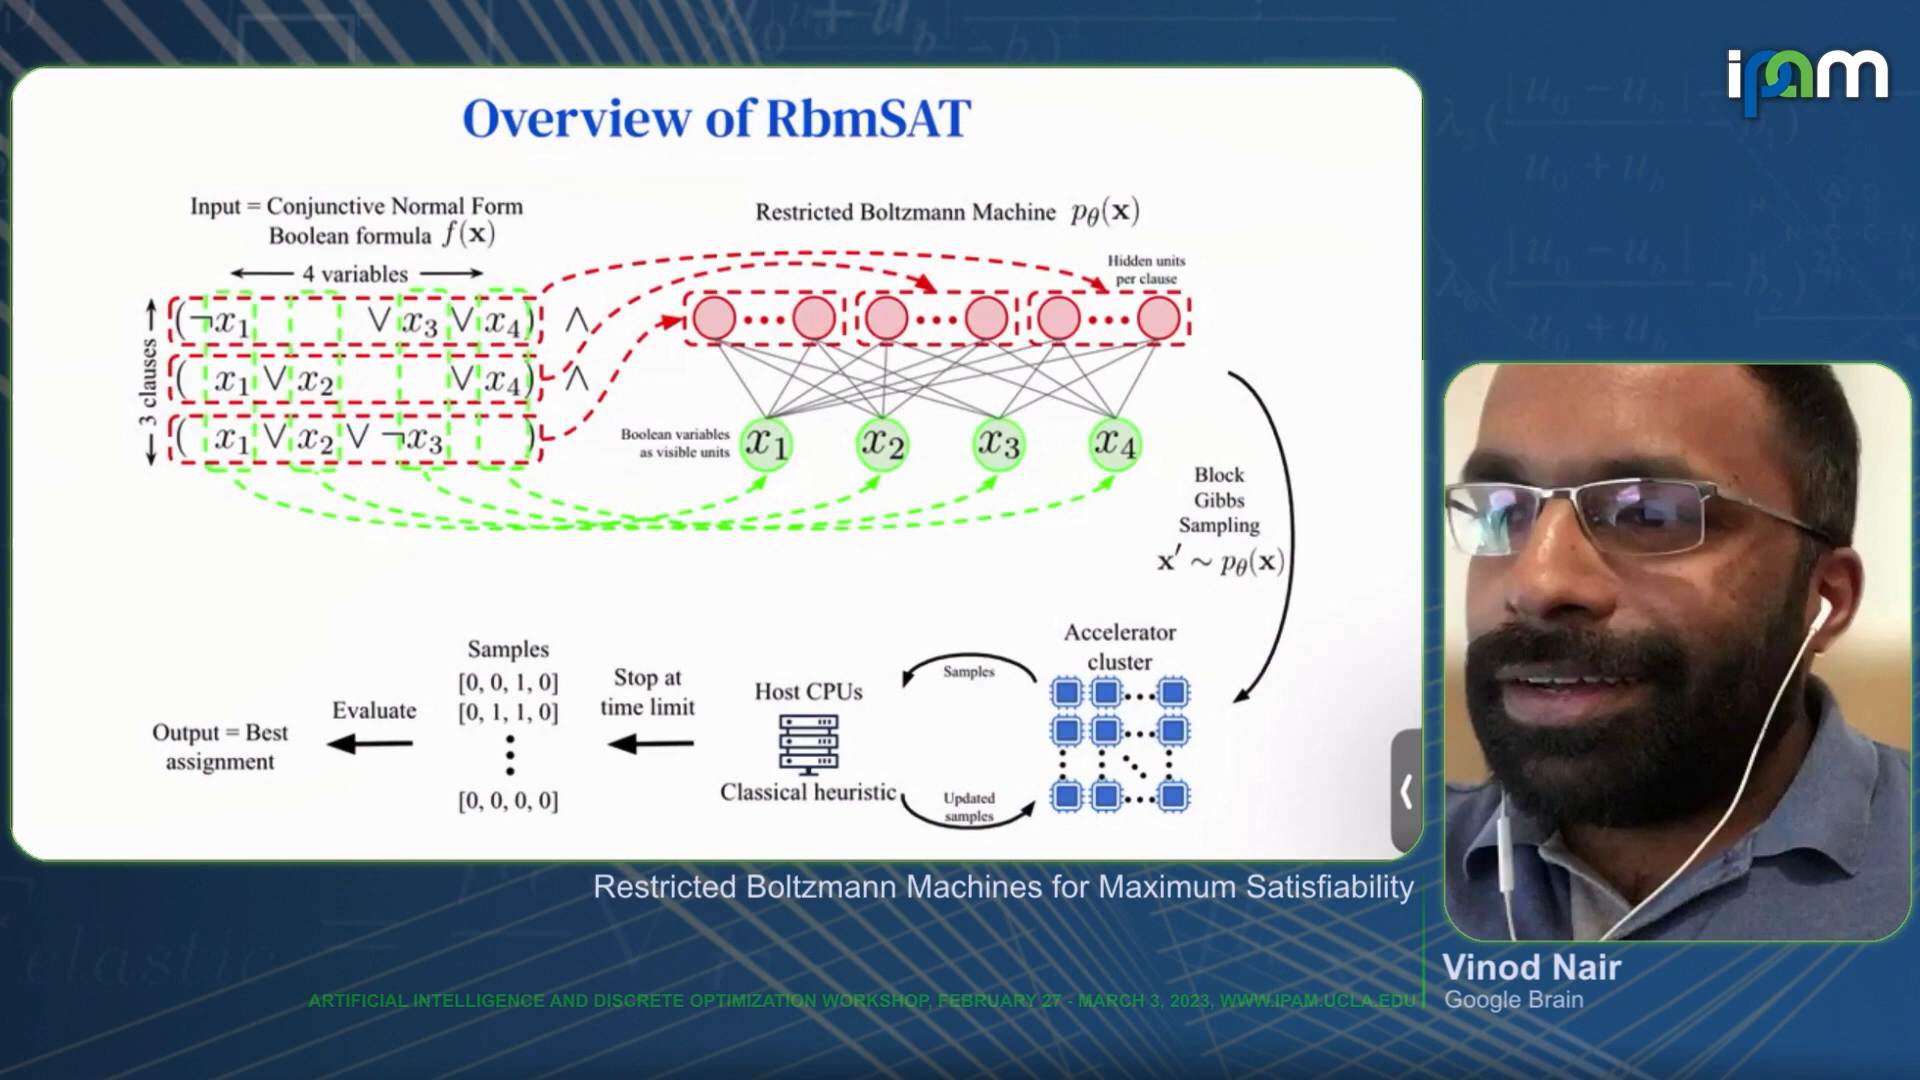 ipam
Overview of RbmSAT
Input = Conjunctive Normal Form
Boolean formula f(x)
4 variables
3 clauses
(¬x1 ∨ x3 ∨ x4) ∧
( x1 ∨ x2 ∨ x4) ∧
( x1 ∨ x2 ∨ ¬x3 )
Restricted Boltzmann Machine pθ(x)
Hidden units
per clause
Boolean variables
as visible units
x1 x2 x3 x4
Block
Gibbs
Sampling
x′ ∼ pθ(x)
Accelerator
cluster
Samples
Updated
samples
Host CPUs
Classical heuristic
Stop at
time limit
Samples
[0, 0, 1, 0]
[0, 1, 1, 0]
[0, 0, 0, 0]
Evaluate
Output = Best
assignment
Restricted Boltzmann Machines for Maximum Satisfiability
Vinod Nair
Google Brain
ARTIFICIAL INTELLIGENCE AND DISCRETE OPTIMIZATION WORKSHOP, FEBRUARY 27 - MARCH 3, 2023, WWW.IPAM.UCLA.EDU
elastic